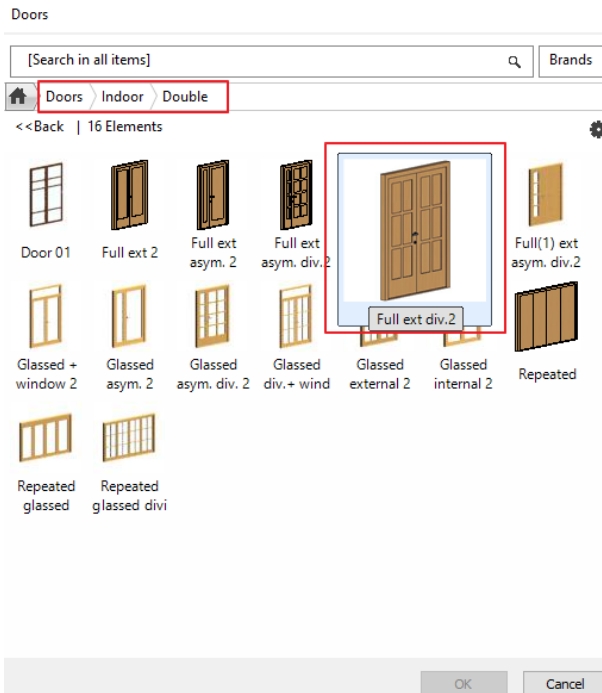 Doors
[Search in all items]
Brands
Doors Indoor Double
<<Back | 16 Elements
Door 01
Full ext 2
Full ext
asym. 2
Full ext
asym. div.2
Full ext div.2
Full(1) ext
asym. div.2
Glassed +
window 2
Glassed
asym. 2
Glassed
asym. div. 2
Glassed
div.+ wind
Glassed
external 2
Glassed
internal 2
Repeated
Repeated
glassed
Repeated
glassed divi
OK
Cancel